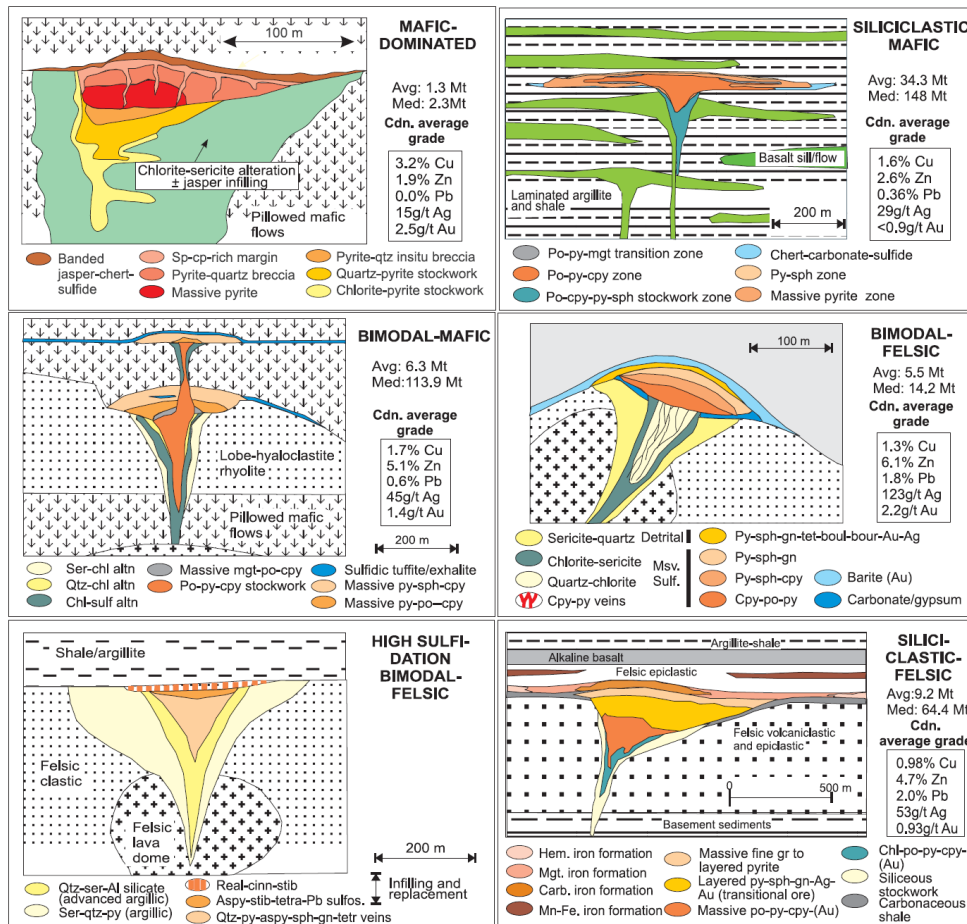 100 m
MAFIC-
DOMINATED
Avg: 1.3 Mt
Med: 2.3Mt
Cdn. average
grade
3.2% Cu
1.9% Zn
0.0% Pb
15g/t Ag
2.5g/t Au
Chlorite-sericite alteration
± jasper infilling
Pillowed mafic
flows
Banded
jasper-chert-
sulfide
Sp-cp-rich margin
Pyrite-quartz breccia
Massive pyrite
Pyrite-qtz insitu breccia
Quartz-pyrite stockwork
Chlorite-pyrite stockwork
SILICICLASTIC
MAFIC
Avg: 34.3 Mt
Med: 148 Mt
Cdn. average
grade
1.6% Cu
2.6% Zn
0.36% Pb
29g/t Ag
<0.9g/t Au
Basalt sill/flow
Laminated argillite
and shale
200 m
Po-py-mgt transition zone
Po-py-cpy zone
Po-cpy-py-sph stockwork zone
Chert-carbonate-sulfide
Py-sph zone
Massive pyrite zone
BIMODAL-MAFIC
Avg: 6.3 Mt
Med:113.9 Mt
Cdn. average
grade
1.7% Cu
5.1% Zn
0.6% Pb
45g/t Ag
1.4g/t Au
Lobe-hyaloclastite
rhyolite
Pillowed mafic
flows
200 m
Ser-chl altn
Qtz-chl altn
Chl-sulf altn
Massive mgt-po-cpy
Po-py-cpy stockwork
Sulfidic tuffite/exhalite
Massive py-sph-cpy
Massive py-po--cpy
BIMODAL-
FELSIC
100 m
Avg: 5.5 Mt
Med: 14,2 Mt
Cdn. average
grade
1.3% Cu
6.1% Zn
1.8% Pb
123g/t Ag
2.2g/t Au
Sericite-quartz
Chlorite-sericite
Quartz-chlorite
Cpy-py veins
Detrital
Msv.
Sulf.
Py-sph-gn-tet-boul-bour-Au-Ag
Py-sph-gn
Py-sph-cpy
Cpy-po-py
Barite (Au)
Carbonate/gypsum
HIGH SULFI-
DATION
BIMODAL-
FELSIC
Shale/argillite
Felsic
clastic
Felsic
lava
dome
200 m
Infilling and
replacement
Qtz-ser-Al silicate
(advanced argillic)
Ser-qtz-py (argillic)
Real-cinn-stib
Aspy-stib-tetra-Pb sulfos.
Qtz-py-aspy-sph-gn-tetr veins
SILICI-
CLASTIC-
FELSIC
Avg:9.2 Mt
Med: 64.4 Mt
Cdn.
average grade
0.98% Cu
4.7% Zn
2.0% Pb
53g/t Ag
0.93g/t Au
Argillite-shale
Alkaline basalt
Felsic epiclastic
Felsic volcaniclastic
and epiclastic
0 500 m
Basement sediments
Hem. iron formation
Mgt. iron formation
Carb. iron formation
Mn-Fe. iron formation
Massive fine gr to
layered pyrite
Layered py-sph-gn-Ag-
Au (transitional ore)
Massive po-py-cpy-(Au)
Chl-po-py-cpy-
(Au)
Siliceous
stockwork
Carbonaceous
shale